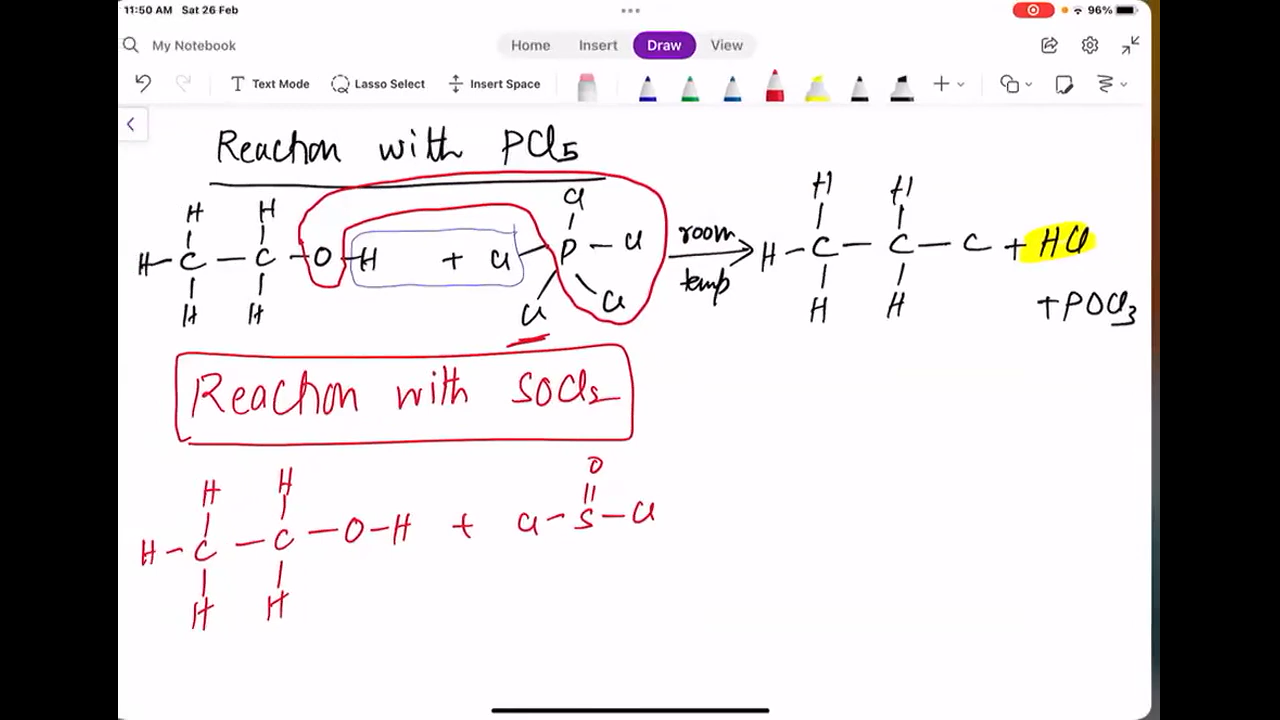 11:50 AM Sat 26 Feb
96%
My Notebook
Home Insert Draw View
Text Mode Lasso Select Insert Space
Reaction with PCl5
H H Cl
H - C - C - O - H + Cl - P - Cl
H H Cl Cl
room
temp
H H
H - C - C - C + HCl
H H + POCl3
Reaction with SOCl2
H H O
H - C - C - O - H + Cl - S - Cl
H H